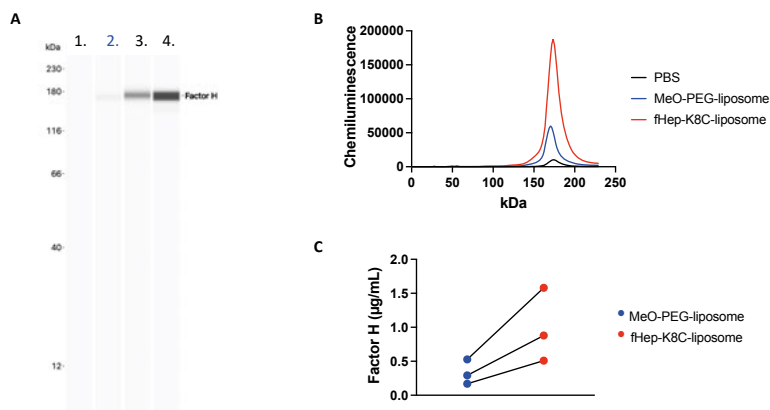 A
1. 2. 3. 4.
kDa
230
180
Factor H
116
66
40
12
B
Chemiluminescence
200000
150000
100000
50000
0
0 50 100 150 200 250
kDa
PBS
MeO-PEG-liposome
fHep-K8C-liposome
C
Factor H (µg/mL)
2.0
1.5
1.0
0.5
0.0
MeO-PEG-liposome
fHep-K8C-liposome